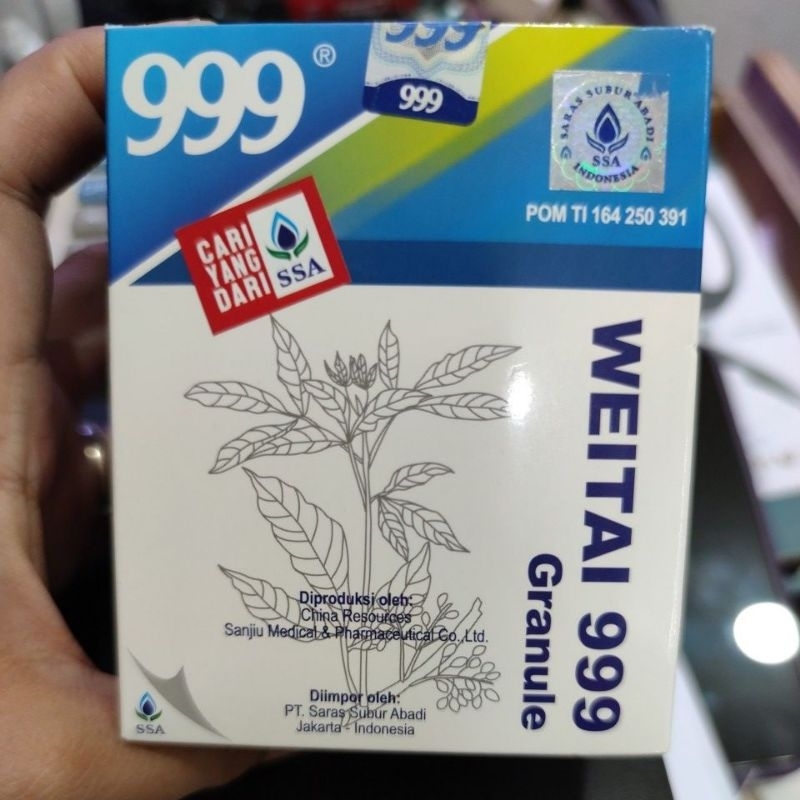 999®
999
999
SARAS SUBUR ABADI
SSA
INDONESIA
POM TI 164 250 391
CARI
YANG
DARI
SSA
WEITAI 999
Granule
Diproduksi oleh:
China Resources
Sanjiu Medical & Pharmaceutical Co.,Ltd.
Diimpor oleh:
PT. Saras Subur Abadi
Jakarta - Indonesia
SSA